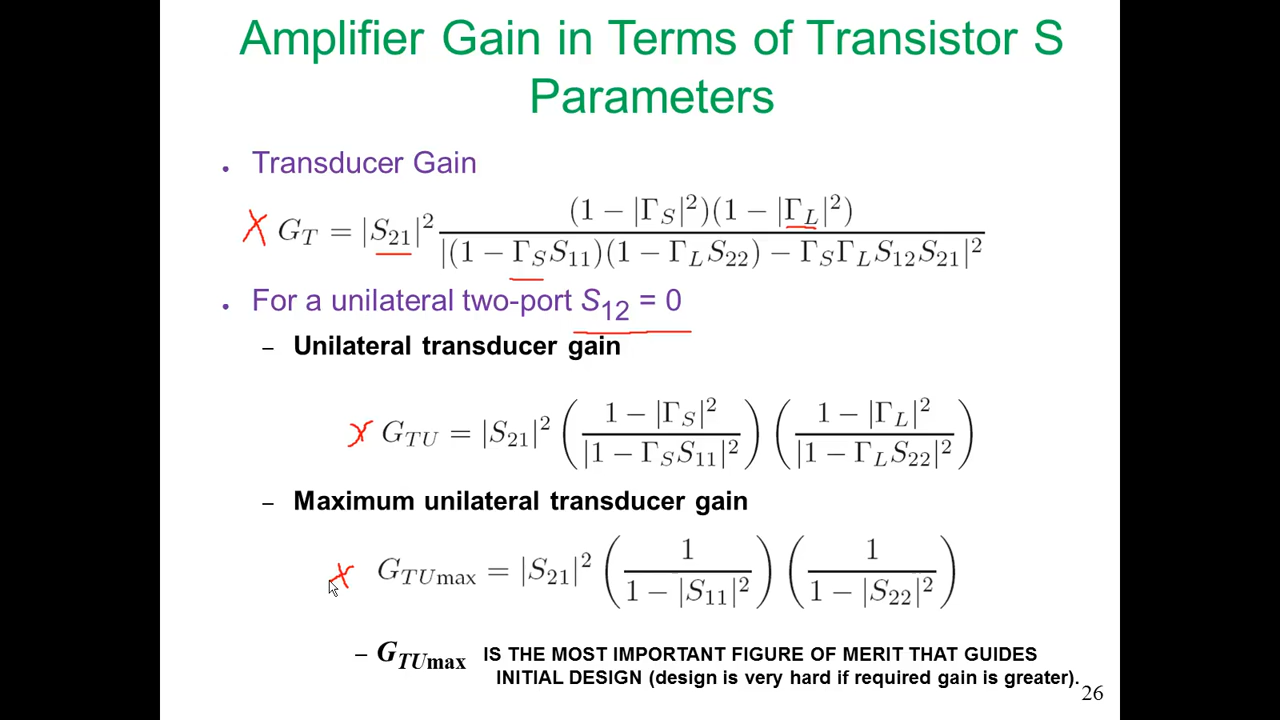 Amplifier Gain in Terms of Transistor S
Parameters
• Transducer Gain
X G_T = |S_21|^2 (1 − |Γ_S|^2)(1 − |Γ_L|^2) / |(1 − Γ_S S_11)(1 − Γ_L S_22) − Γ_S Γ_L S_12 S_21|^2
• For a unilateral two-port S_12 = 0
– Unilateral transducer gain
X G_TU = |S_21|^2 ( (1 − |Γ_S|^2) / |1 − Γ_S S_11|^2 ) ( (1 − |Γ_L|^2) / |1 − Γ_L S_22|^2 )
– Maximum unilateral transducer gain
X G_TUmax = |S_21|^2 ( 1 / (1 − |S_11|^2) ) ( 1 / (1 − |S_22|^2) )
– G_TUmax IS THE MOST IMPORTANT FIGURE OF MERIT THAT GUIDES
INITIAL DESIGN (design is very hard if required gain is greater).
26